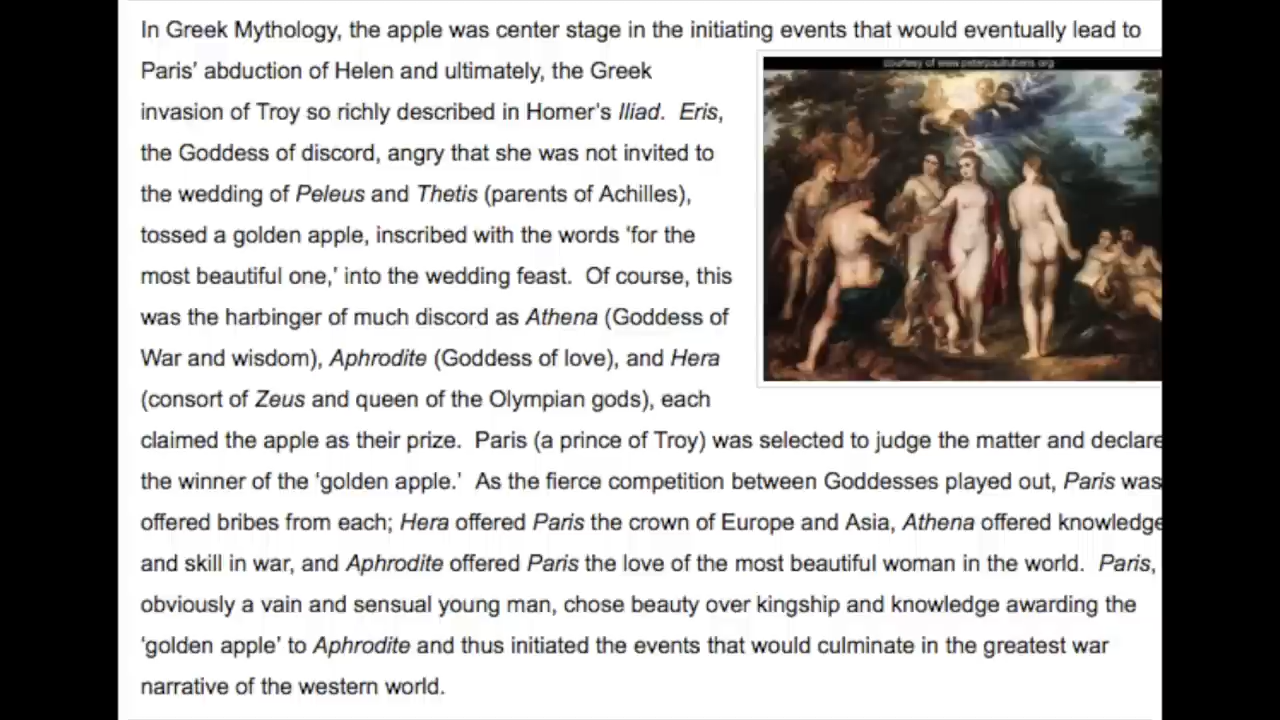 In Greek Mythology, the apple was center stage in the initiating events that would eventually lead to
courtesy of www.peterpaulrubens.org
Paris' abduction of Helen and ultimately, the Greek
invasion of Troy so richly described in Homer's Iliad. Eris,
the Goddess of discord, angry that she was not invited to
the wedding of Peleus and Thetis (parents of Achilles),
tossed a golden apple, inscribed with the words 'for the
most beautiful one,' into the wedding feast. Of course, this
was the harbinger of much discord as Athena (Goddess of
War and wisdom), Aphrodite (Goddess of love), and Hera
(consort of Zeus and queen of the Olympian gods), each
claimed the apple as their prize. Paris (a prince of Troy) was selected to judge the matter and declare
the winner of the 'golden apple.' As the fierce competition between Goddesses played out, Paris was
offered bribes from each; Hera offered Paris the crown of Europe and Asia, Athena offered knowledge
and skill in war, and Aphrodite offered Paris the love of the most beautiful woman in the world. Paris,
obviously a vain and sensual young man, chose beauty over kingship and knowledge awarding the
'golden apple' to Aphrodite and thus initiated the events that would culminate in the greatest war
narrative of the western world.